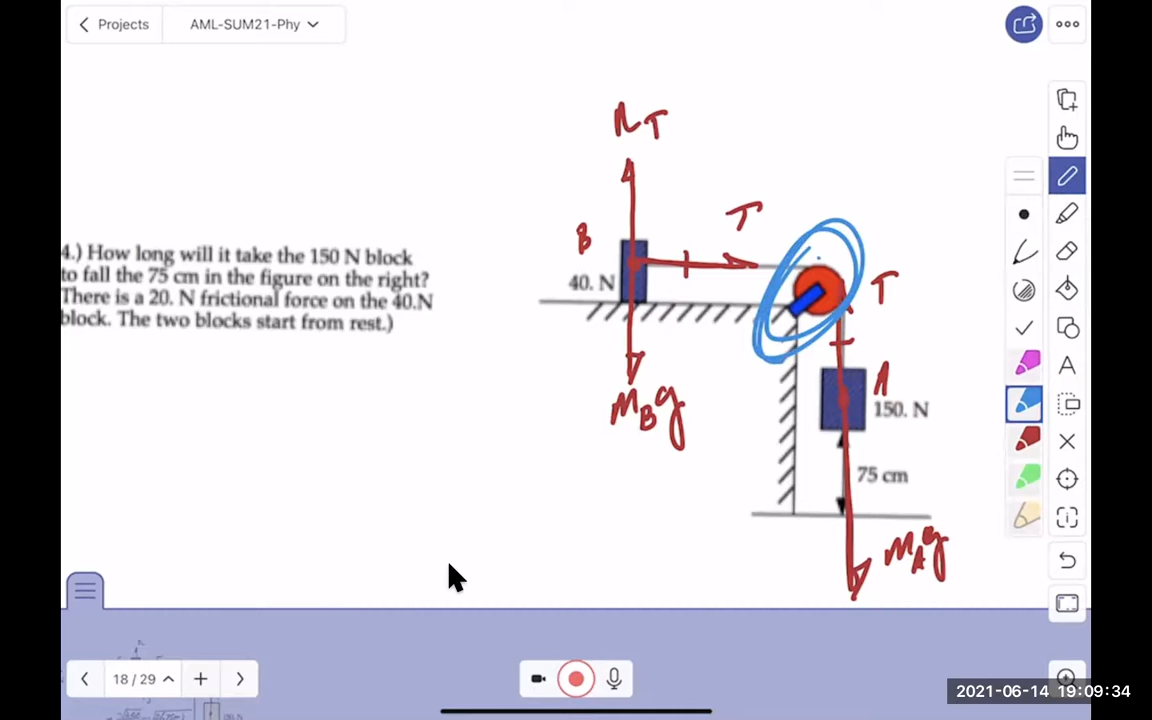 Projects
AML-SUM21-Phy
N T
T
B
40. N
T
4.) How long will it take the 150 N block
to fall the 75 cm in the figure on the right?
There is a 20. N frictional force on the 40.N
block. The two blocks start from rest.)
A
150. N
MBg
75 cm
MAg
A
18 / 29
2021-06-14 19:09:34